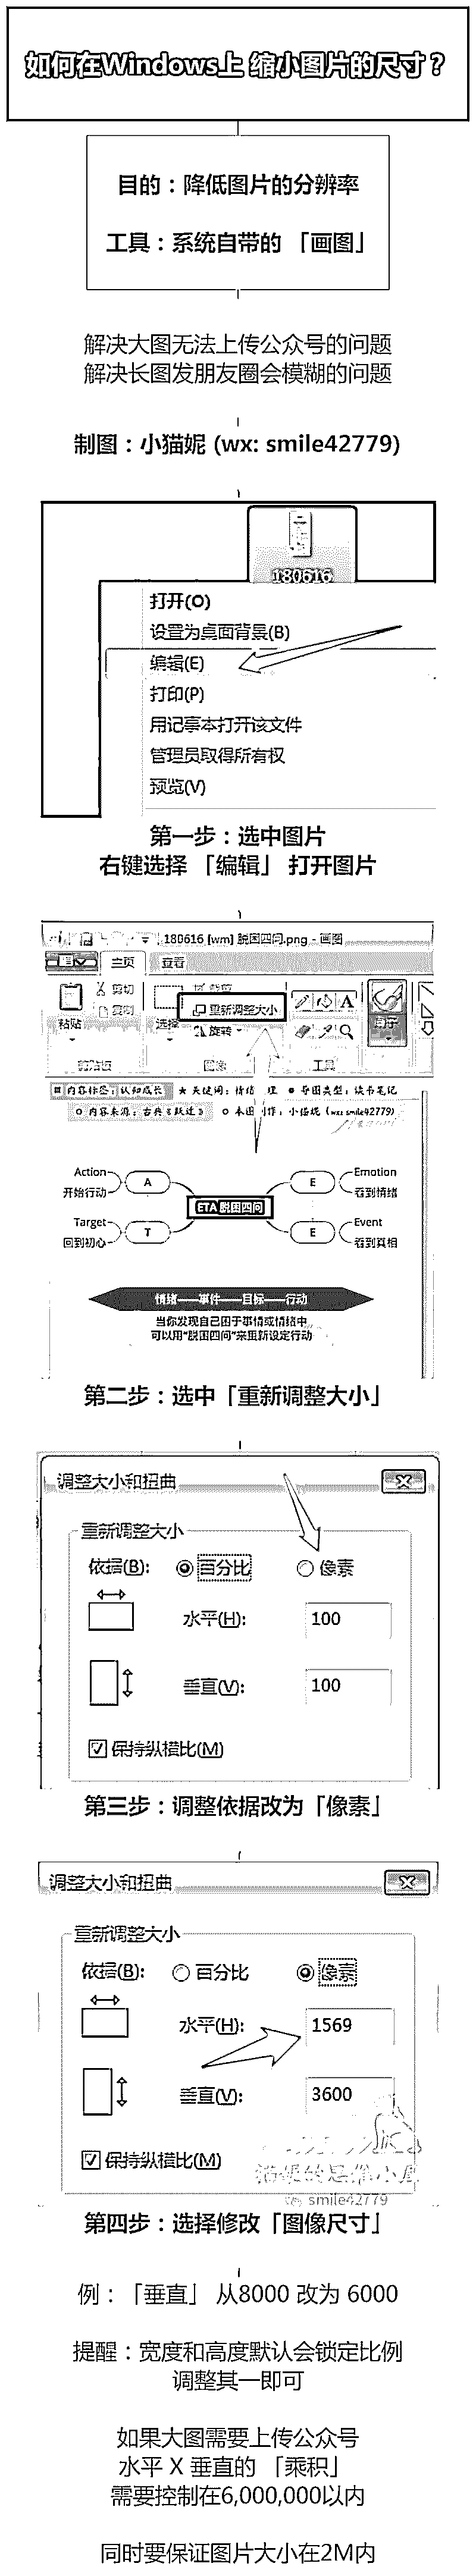 如何在Windows上 缩小图片的尺寸？
目的：降低图片的分辨率
工具：系统自带的 「画图」
解决大图无法上传公众号的问题
解决长图发朋友圈会模糊的问题
制图：小猫妮 (wx: smile42779)
180616
打开(O)
设置为桌面背景(B)
编辑(E)
打印(P)
用记事本打开该文件
管理员取得所有权
预览(V)
第一步：选中图片
右键选择 「编辑」 打开图片
180616 [wm] 脱困四问.png - 画图
主页 查看
粘贴 剪切 复制
选择 重新调整大小
旋转
图像 工具
内容标签：认知成长 ★ 关键词：情绪 理 导图类型：读书笔记
内容来源：古典《跃迁》 本图制作：小猫妮 (wx: smile42779)
Action
开始行动
A
ETA 脱困四问
E
Emotion
看到情绪
Target
回到初心
T
E
Event
看到真相
情绪——事件——目标——行动
当你发现自己困于事情或情绪中
可以用“脱困四问”来重新设定行动
第二步：选中「重新调整大小」
调整大小和扭曲
重新调整大小
依据(B): 百分比 像素
水平(H): 100
垂直(V): 100
保持纵横比(M)
第三步：调整依据改为「像素」
调整大小和扭曲
重新调整大小
依据(B): 百分比 像素
水平(H): 1569
垂直(V): 3600
保持纵横比(M)
smile42779
第四步：选择修改「图像尺寸」
例：「垂直」 从8000 改为 6000
提醒：宽度和高度默认会锁定比例
调整其一即可
如果大图需要上传公众号
水平 X 垂直的 「乘积」
需要控制在6,000,000以内
同时要保证图片大小在2M内